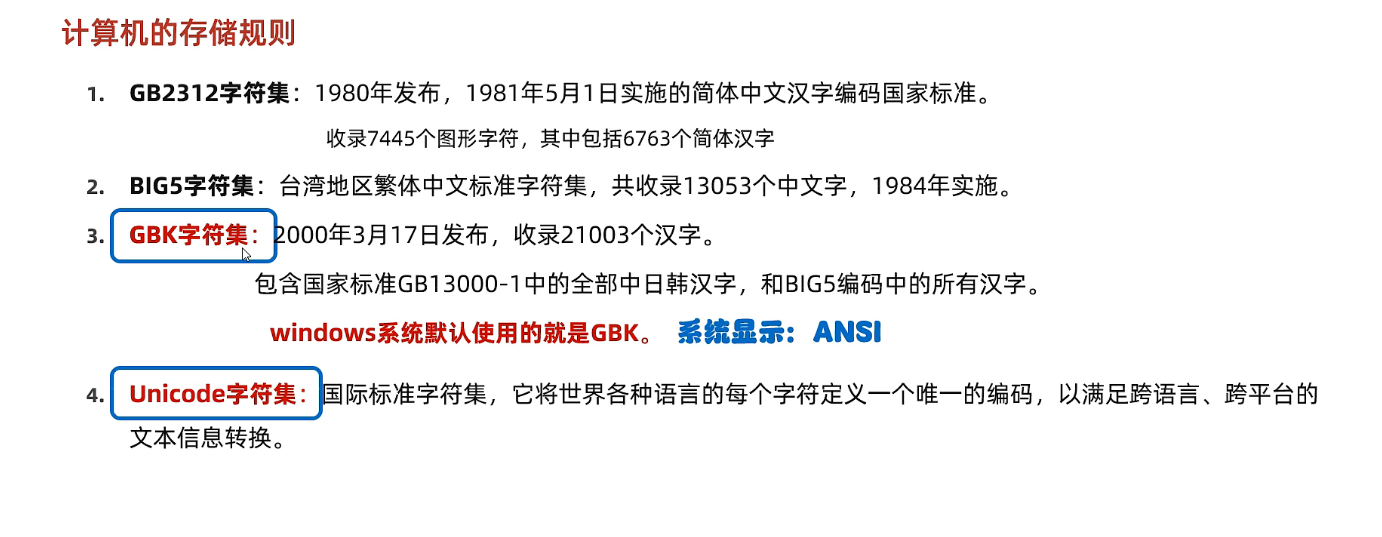 计算机的存储规则
1. GB2312字符集：1980年发布，1981年5月1日实施的简体中文汉字编码国家标准。
收录7445个图形字符，其中包括6763个简体汉字
2. BIG5字符集：台湾地区繁体中文标准字符集，共收录13053个中文字，1984年实施。
3. GBK字符集：2000年3月17日发布，收录21003个汉字。
包含国家标准GB13000-1中的全部中日韩汉字，和BIG5编码中的所有汉字。
windows系统默认使用的就是GBK。 系统显示：ANSI
4. Unicode字符集：国际标准字符集，它将世界各种语言的每个字符定义一个唯一的编码，以满足跨语言、跨平台的
文本信息转换。